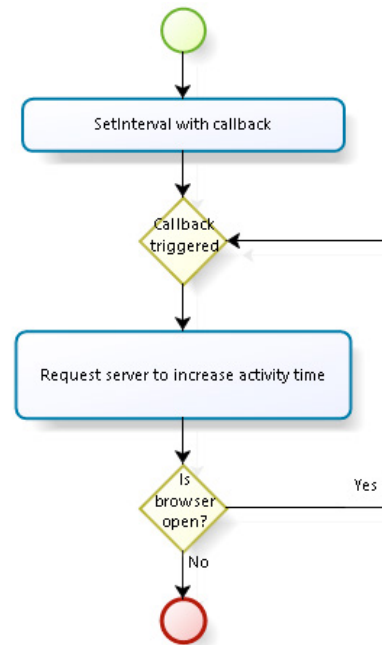 SetInterval with callback
Callback
triggered
Request server to increase activity time
Is
browser
open?
Yes
No